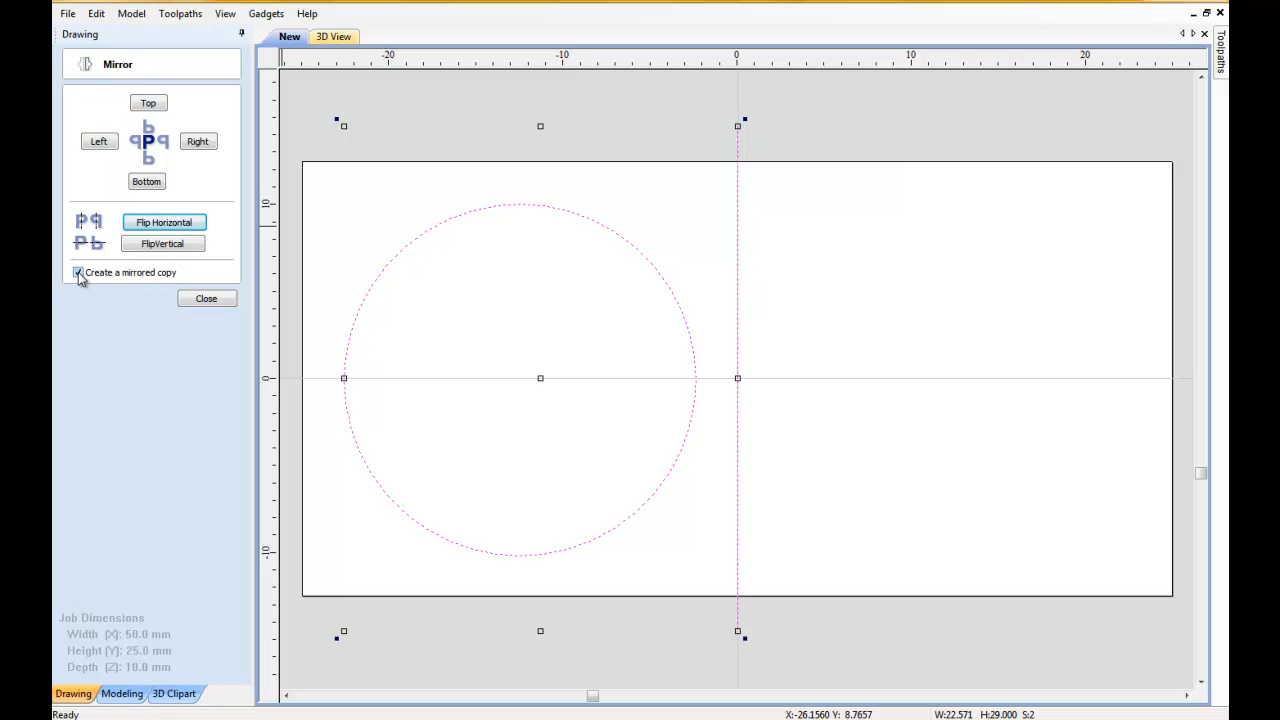 File Edit Model Toolpaths View Gadgets Help
Drawing
New 3D View
Toolpaths
-20 -10 0 10 20
Mirror
Top
Left Right
Bottom
Flip Horizontal
FlipVertical
Create a mirrored copy
Close
10
0
-10
Job Dimensions
Width (X): 50.0 mm
Height (Y): 25.0 mm
Depth (Z): 10.0 mm
Drawing Modeling 3D Clipart
Ready X:-26.1560 Y: 8.7657 W:22.571 H:29.000 S:2